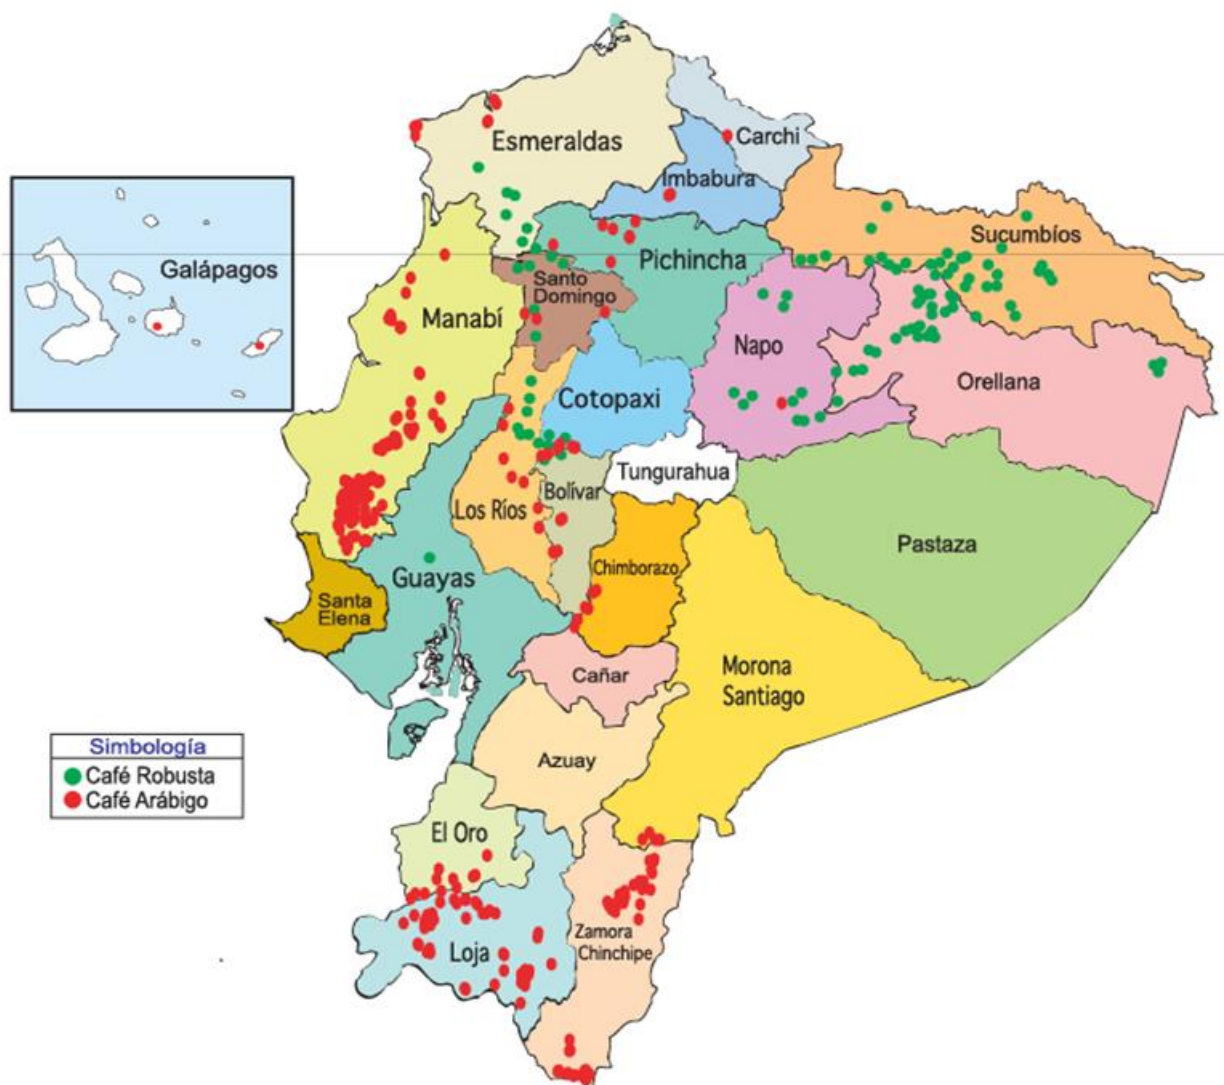 Esmeraldas
Carchi
Imbabura
Sucumbíos
Galápagos
Pichincha
Santo
Domingo
Manabí
Napo
Orellana
Cotopaxi
Tungurahua
Bolívar
Los Ríos
Pastaza
Chimborazo
Guayas
Santa
Elena
Cañar
Morona
Santiago
Azuay
Simbología
Café Robusta
Café Arábigo
El Oro
Zamora
Chinchipe
Loja